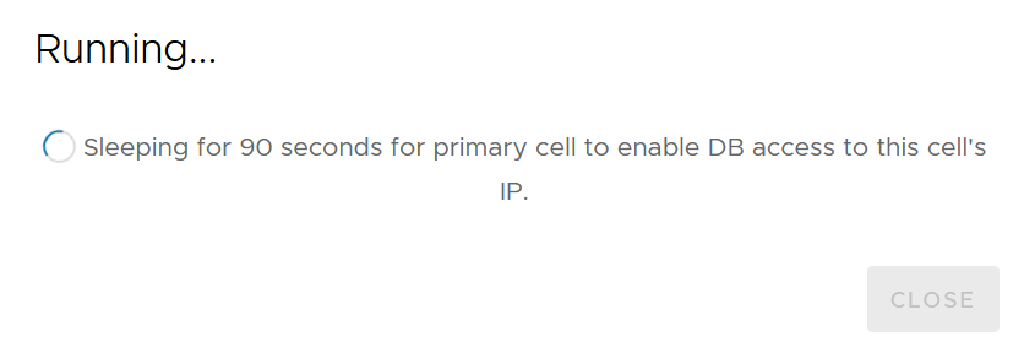 Running...
Sleeping for 90 seconds for primary cell to enable DB access to this cell's
IP.
CLOSE